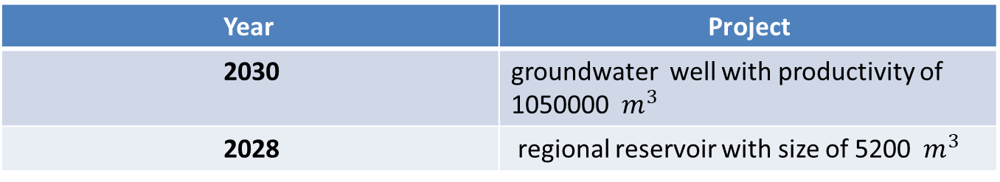 Year Project
2030 groundwater well with productivity of
1050000 m³
2028 regional reservoir with size of 5200 m³